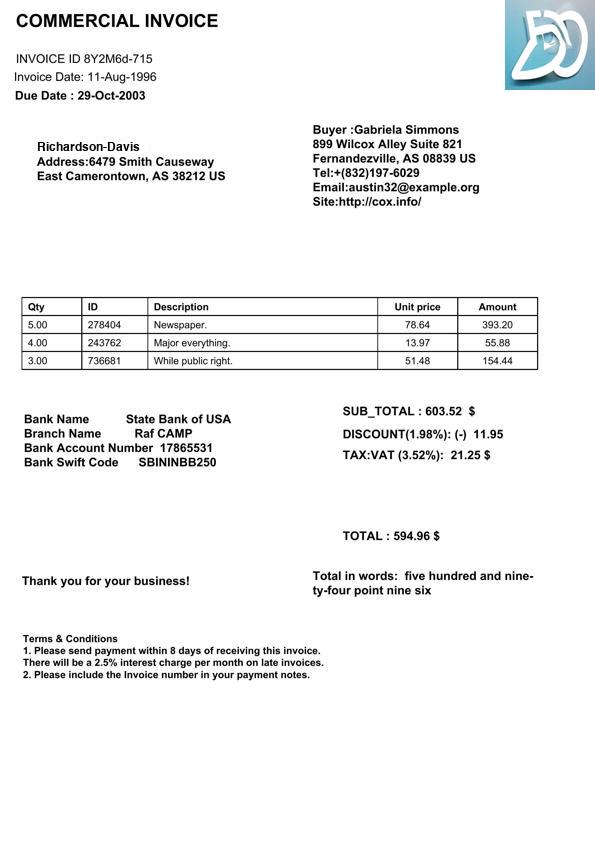 COMMERCIAL INVOICE
INVOICE ID 8Y2M6d-715
Invoice Date: 11-Aug-1996
Due Date : 29-Oct-2003
Richardson-Davis
Address:6479 Smith Causeway
East Camerontown, AS 38212 US
Buyer :Gabriela Simmons
899 Wilcox Alley Suite 821
Fernandezville, AS 08839 US
Tel:+(832)197-6029
Email:austin32@example.org
Site:http://cox.info/
Qty ID Description Unit price Amount
5.00 278404 Newspaper. 78.64 393.20
4.00 243762 Major everything. 13.97 55.88
3.00 736681 While public right. 51.48 154.44
Bank Name State Bank of USA
Branch Name Raf CAMP
Bank Account Number 17865531
Bank Swift Code SBININBB250
SUB_TOTAL : 603.52 $
DISCOUNT(1.98%): (-) 11.95
TAX:VAT (3.52%): 21.25 $
TOTAL : 594.96 $
Thank you for your business!
Total in words: five hundred and nine-
ty-four point nine six
Terms & Conditions
1. Please send payment within 8 days of receiving this invoice.
There will be a 2.5% interest charge per month on late invoices.
2. Please include the Invoice number in your payment notes.